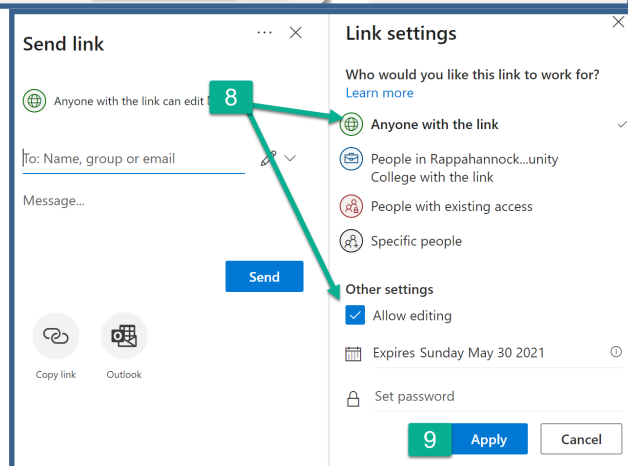 Send link
Anyone with the link can edit
8
To: Name, group or email
Message...
Send
Copy link
Outlook
Link settings
Who would you like this link to work for?
Learn more
Anyone with the link
People in Rappahannock...unity
College with the link
People with existing access
Specific people
Other settings
Allow editing
Expires Sunday May 30 2021
Set password
9
Apply
Cancel